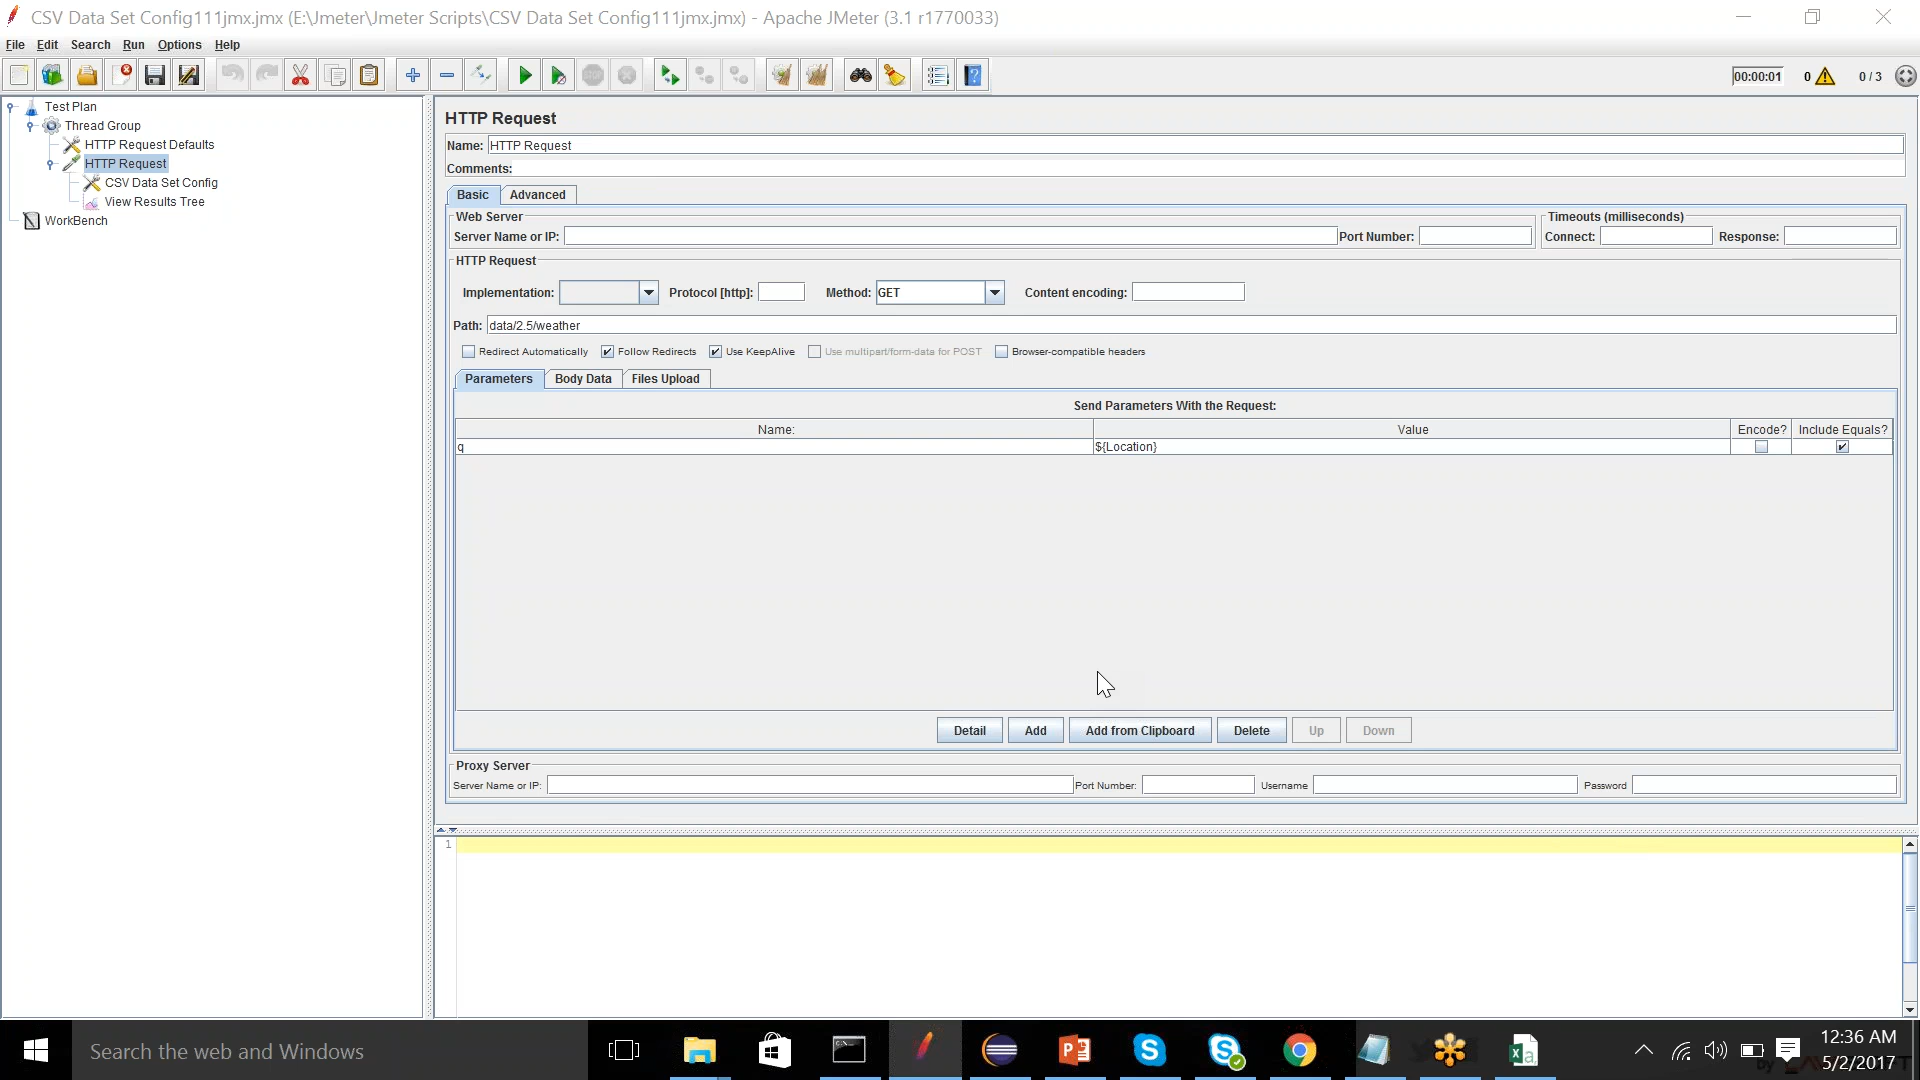 CSV Data Set Config111jmx.jmx (E:\Jmeter\Jmeter Scripts\CSV Data Set Config111jmx.jmx) - Apache JMeter (3.1 r1770033)
File Edit Search Run Options Help
00:00:01 0 0 / 3
Test Plan
Thread Group
HTTP Request Defaults
HTTP Request
CSV Data Set Config
View Results Tree
WorkBench
HTTP Request
Name: HTTP Request
Comments:
Basic Advanced
Web Server
Server Name or IP: Port Number:
Timeouts (milliseconds)
Connect: Response:
HTTP Request
Implementation: Protocol [http]: Method: GET Content encoding:
Path: data/2.5/weather
Redirect Automatically Follow Redirects Use KeepAlive Use multipart/form-data for POST Browser-compatible headers
Parameters Body Data Files Upload
Send Parameters With the Request:
Name: Value Encode? Include Equals?
q ${Location}
Detail Add Add from Clipboard Delete Up Down
Proxy Server
Server Name or IP: Port Number: Username Password
1
Search the web and Windows
12:36 AM
5/2/2017